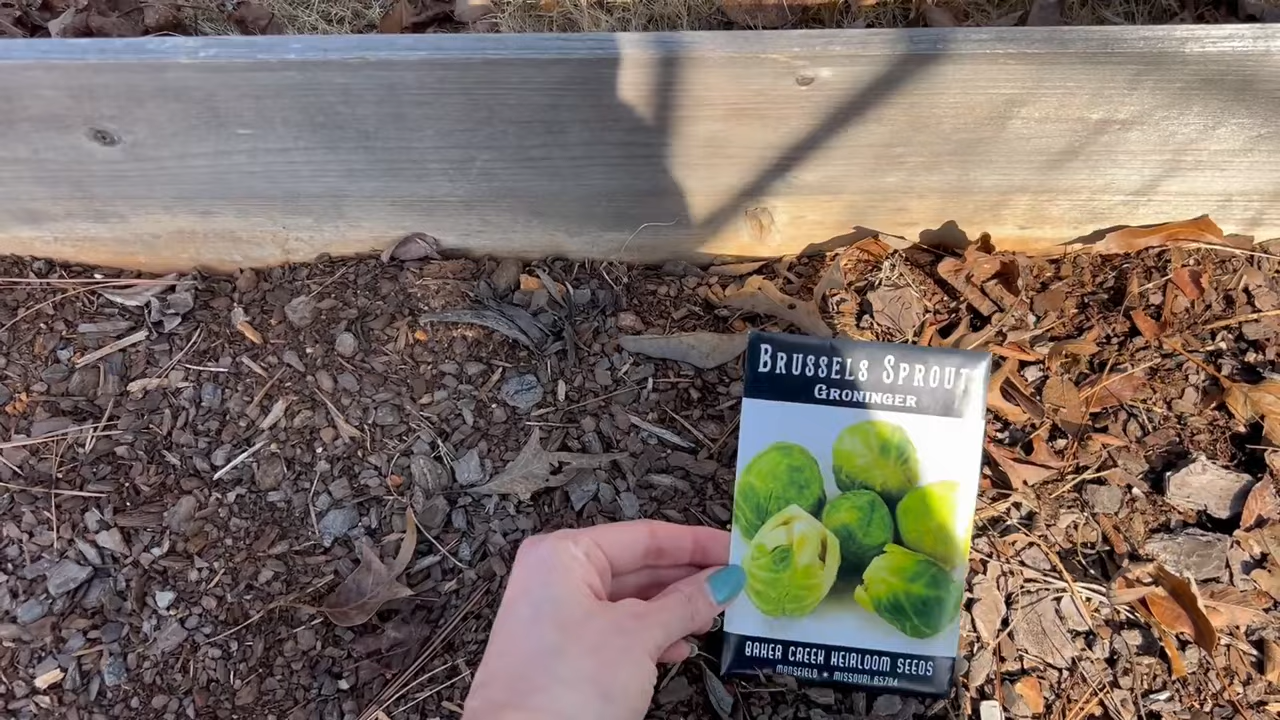 BRUSSELS SPROUT
GRONINGER
BAKER CREEK HEIRLOOM SEEDS
MANSFIELD ✦ MISSOURI 65704